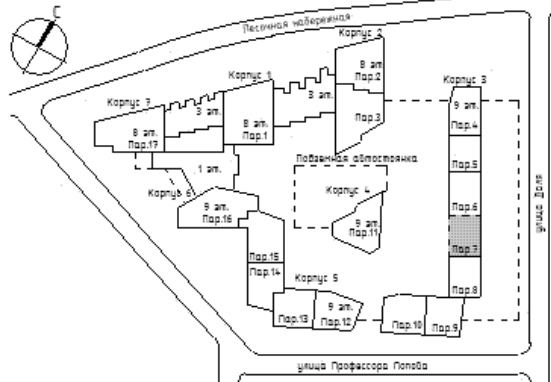 С
Песочная набережная
Корпус 2
Корпус 1
Корпус 3
Корпус 7
8 эт.
Пар.2
3 эт.
3 эт.
9 эт.
Пар.4
Пар.3
8 эт.
Пар.17
8 эт.
Пар.1
Подземная автостоянка
Пар.5
1 эт.
Корпус 6
Корпус 4
улица Даля
9 эт.
Пар.16
Пар.6
9 эт.
Пар.11
Пар.7
Пар.15
Пар.14
Корпус 5
Пар.8
Пар.13
9 эт.
Пар.12
Пар.10
Пар.9
улица Профессора Попова